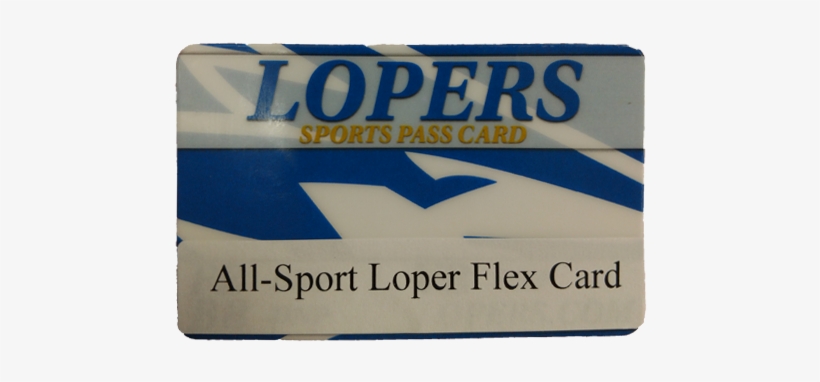 LOPERS
SPORTS PASS CARD
All-Sport Loper Flex Card